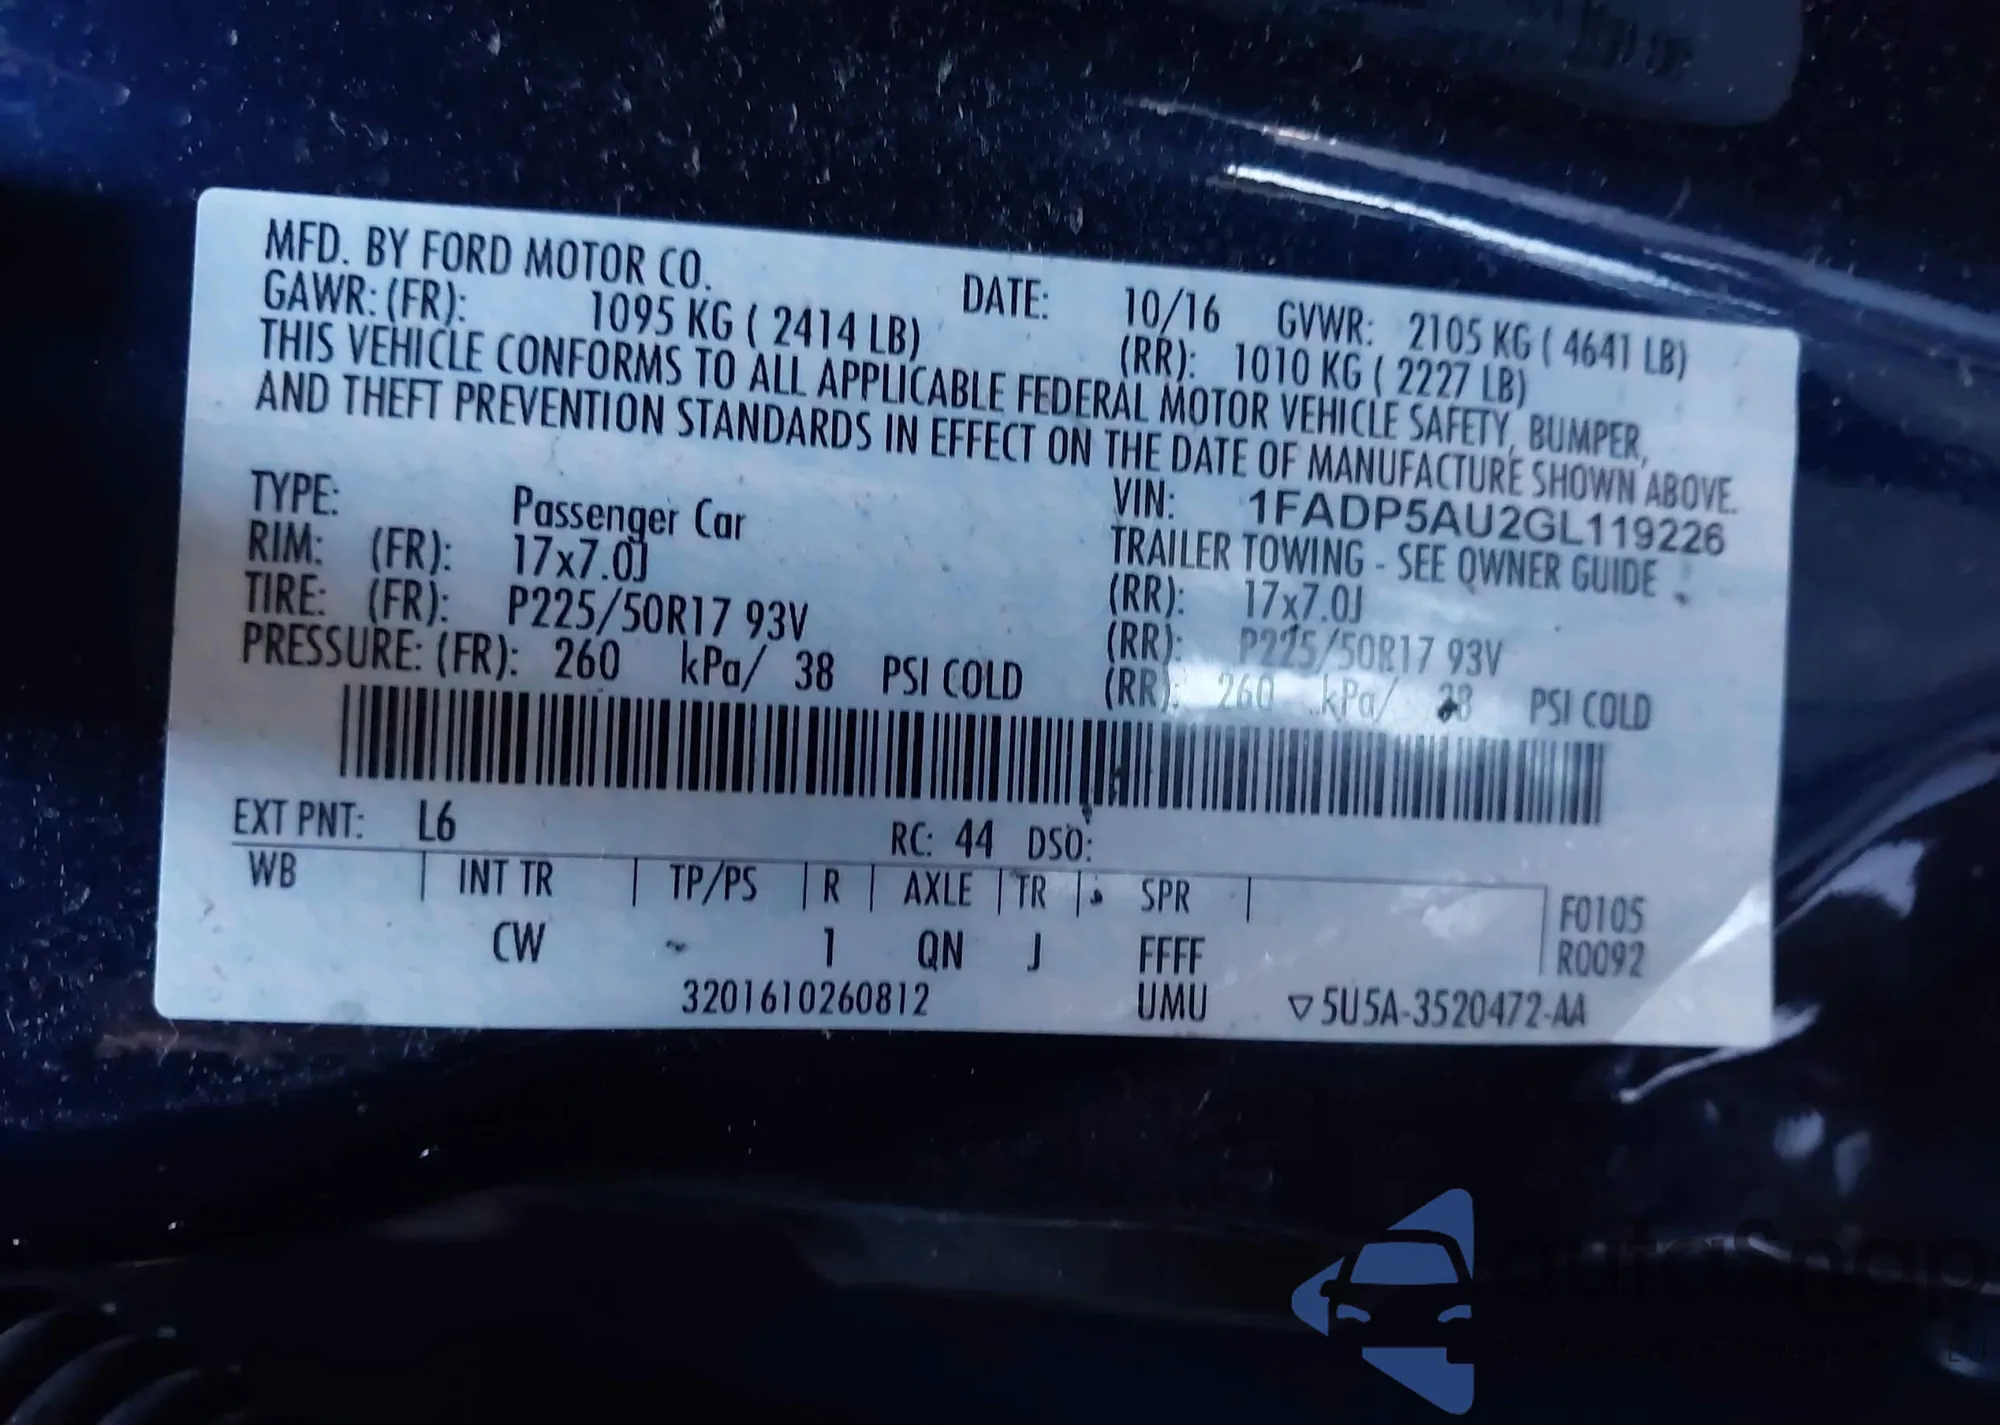 MFD. BY FORD MOTOR CO.
DATE: 10/16 GVWR: 2105 KG ( 4641 LB)
GAWR: (FR): 1095 KG ( 2414 LB) (RR): 1010 KG ( 2227 LB)
THIS VEHICLE CONFORMS TO ALL APPLICABLE FEDERAL MOTOR VEHICLE SAFETY, BUMPER,
AND THEFT PREVENTION STANDARDS IN EFFECT ON THE DATE OF MANUFACTURE SHOWN ABOVE.
VIN: 1FADP5AU2GL119226
TYPE: Passenger Car TRAILER TOWING - SEE OWNER GUIDE
RIM: (FR): 17x7.0J (RR): 17x7.0J
TIRE: (FR): P225/50R17 93V (RR): P225/50R17 93V
PRESSURE: (FR): 260 kPa/ 38 PSI COLD (RR): 260 kPa/ 38 PSI COLD
EXT PNT: L6 RC: 44 DSO:
WB | INT TR | TP/PS | R | AXLE | TR | SPR | F0105
CW 1 QN J FFFF R0092
3201610260812 UMU ▽5U5A-3520472-AA
autoSnap